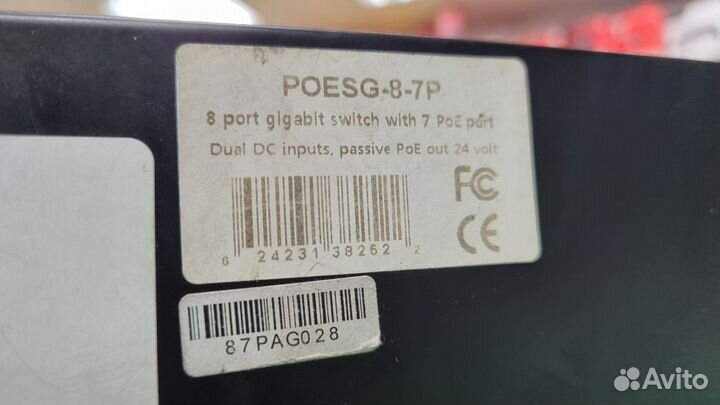 POESG-8-7P
8 port gigabit switch with 7 PoE port
Dual DC inputs, passive PoE out 24 volt
FC
CE
6 24231 38252 2
87PAG028
Avito